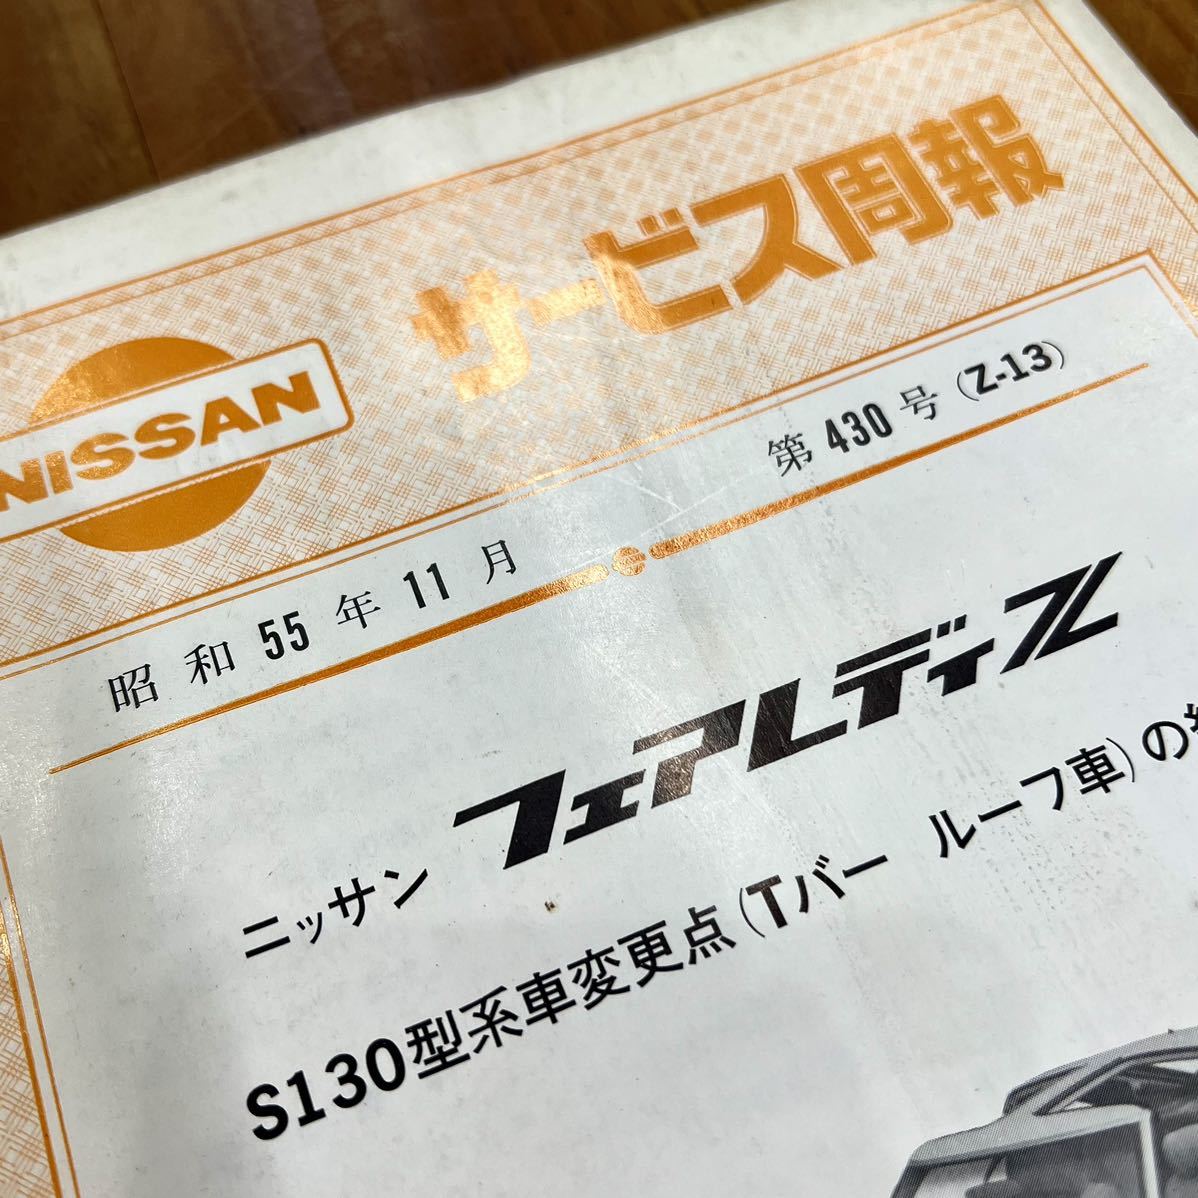 サービス周報
NISSAN
昭和55年11月 第430号(Z-13)
ニッサン フェアレディZ
S130型系車変更点(Tバー ルーフ車)の